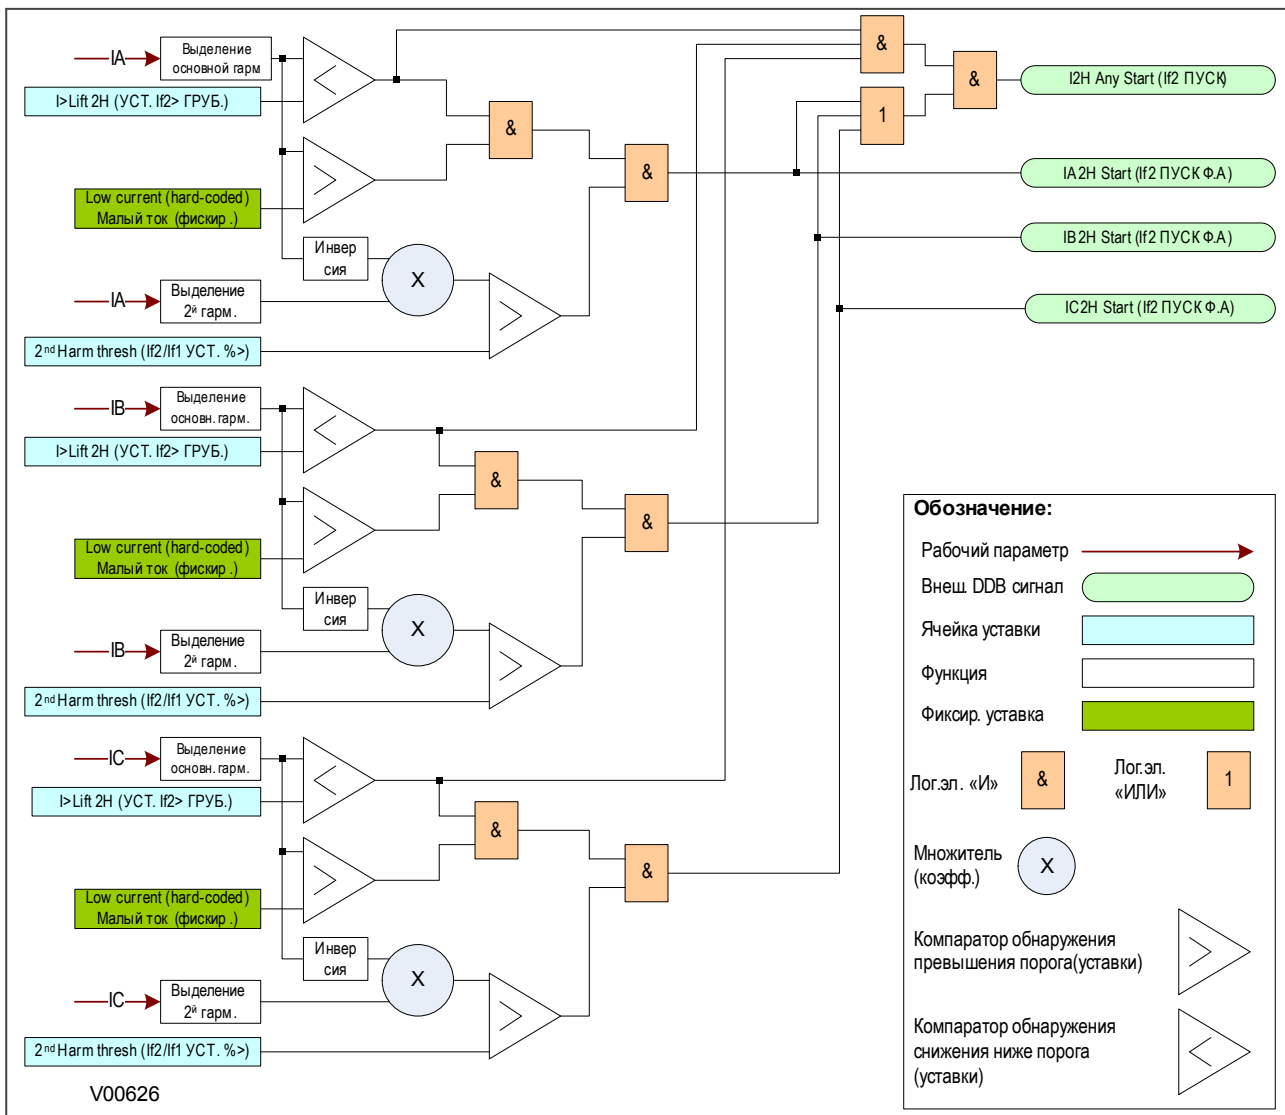 IA
Выделение
основной гарм
I>Lift 2H (УСТ. If2> ГРУБ.)
<
&
1
&
I2H Any Start (If2 ПУСК)
&
Low current (hard-coded)
Малый ток (фискир .)
>
&
IA2H Start (If2 ПУСК Ф.А)
IB2H Start (If2 ПУСК Ф.А)
Инвер
сия
X
IA
Выделение
2й гарм.
>
IC2H Start (If2 ПУСК Ф.А)
2nd Harm thresh (If2/If1 УСТ. %>)
IB
Выделение
основн. гарм.
I>Lift 2H (УСТ. If2> ГРУБ.)
<
&
Low current (hard-coded)
Малый ток (фискир .)
>
&
Инвер
сия
X
IB
Выделение
2й гарм.
>
2nd Harm thresh (If2/If1 УСТ. %>)
IC
Выделение
основн. гарм.
I>Lift 2H (УСТ. If2> ГРУБ.)
<
&
Low current (hard-coded)
Малый ток (фискир .)
>
&
Инвер
сия
X
IC
Выделение
2й гарм.
>
2nd Harm thresh (If2/If1 УСТ. %>)
V00626
Обозначение:
Рабочий параметр
Внеш. DDB сигнал
Ячейка уставки
Функция
Фиксир. уставка
Лог.эл. «И»
&
Лог.эл.
«ИЛИ»
1
Множитель
(коэфф.)
X
Компаратор обнаружения
превышения порога(уставки)
>
Компаратор обнаружения
снижения ниже порога
(уставки)
<